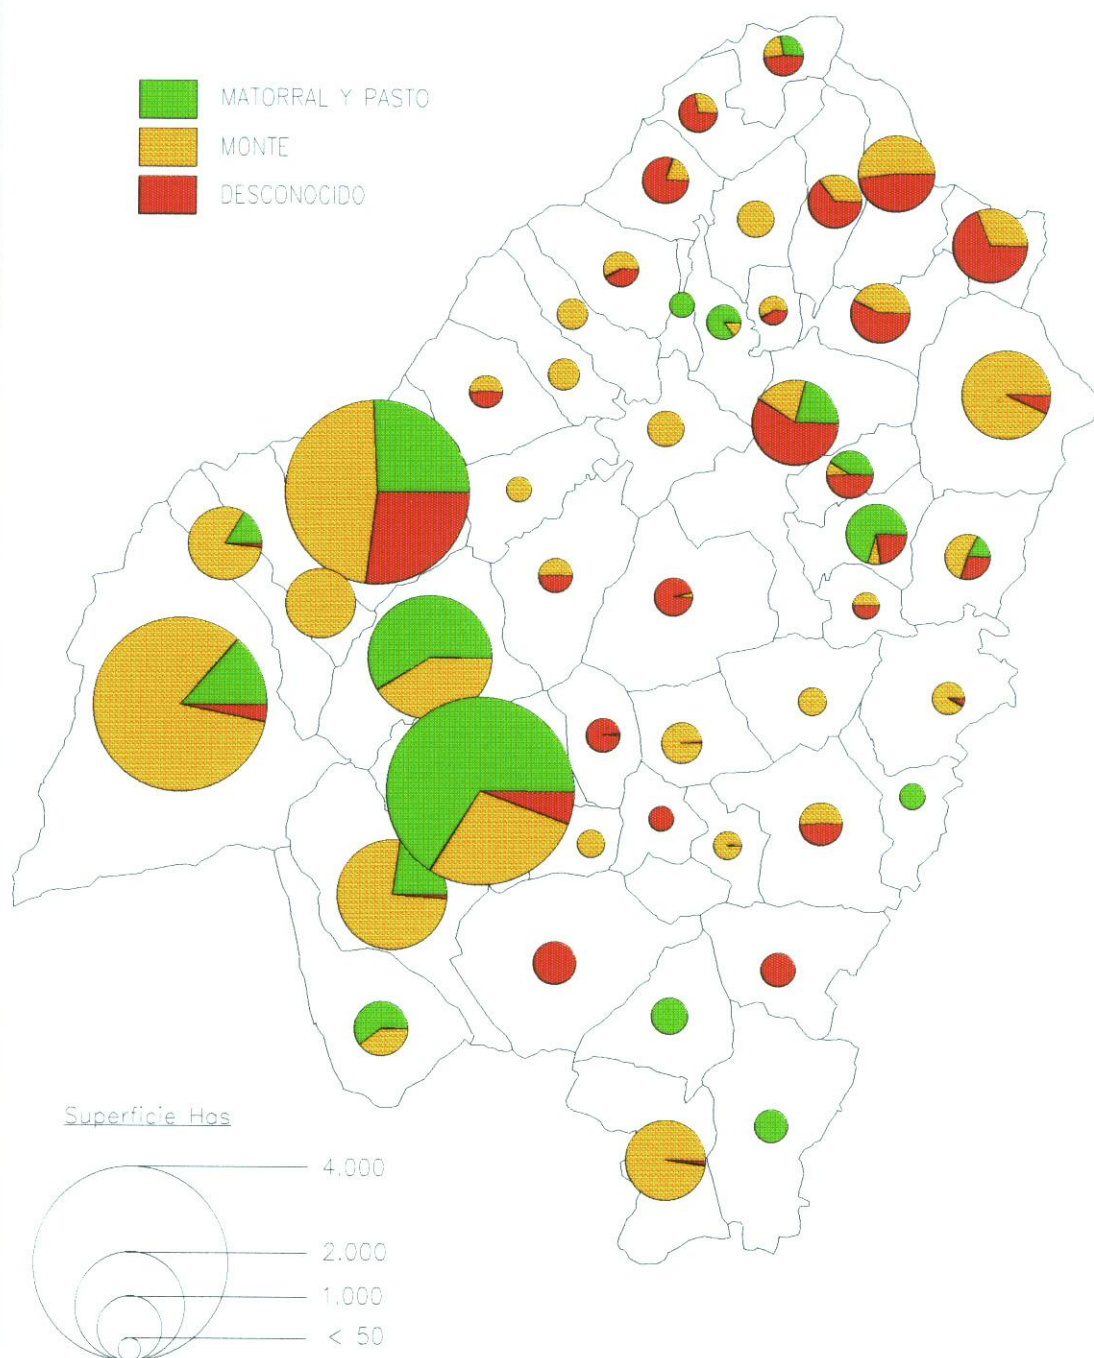 MATORRAL Y PASTO
MONTE
DESCONOCIDO
Superficie Has
4.000
2.000
1.000
< 50